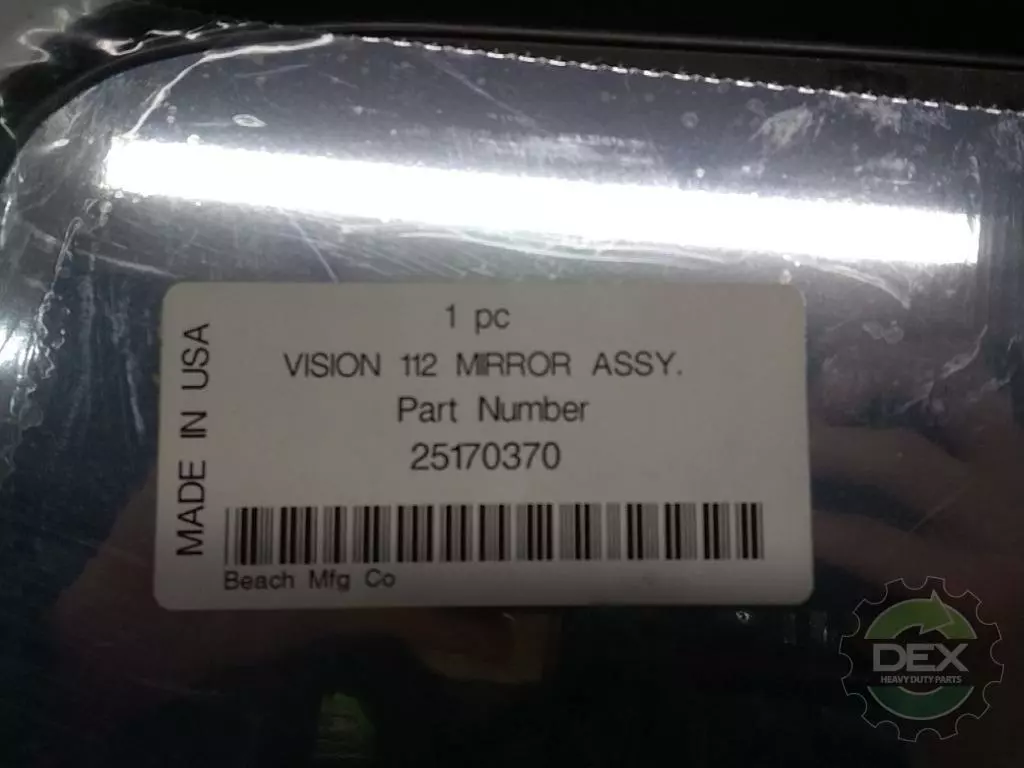 1 pc
VISION 112 MIRROR ASSY.
Part Number
25170370
MADE IN USA
Beach Mfg Co
DEX
HEAVY DUTY PARTS